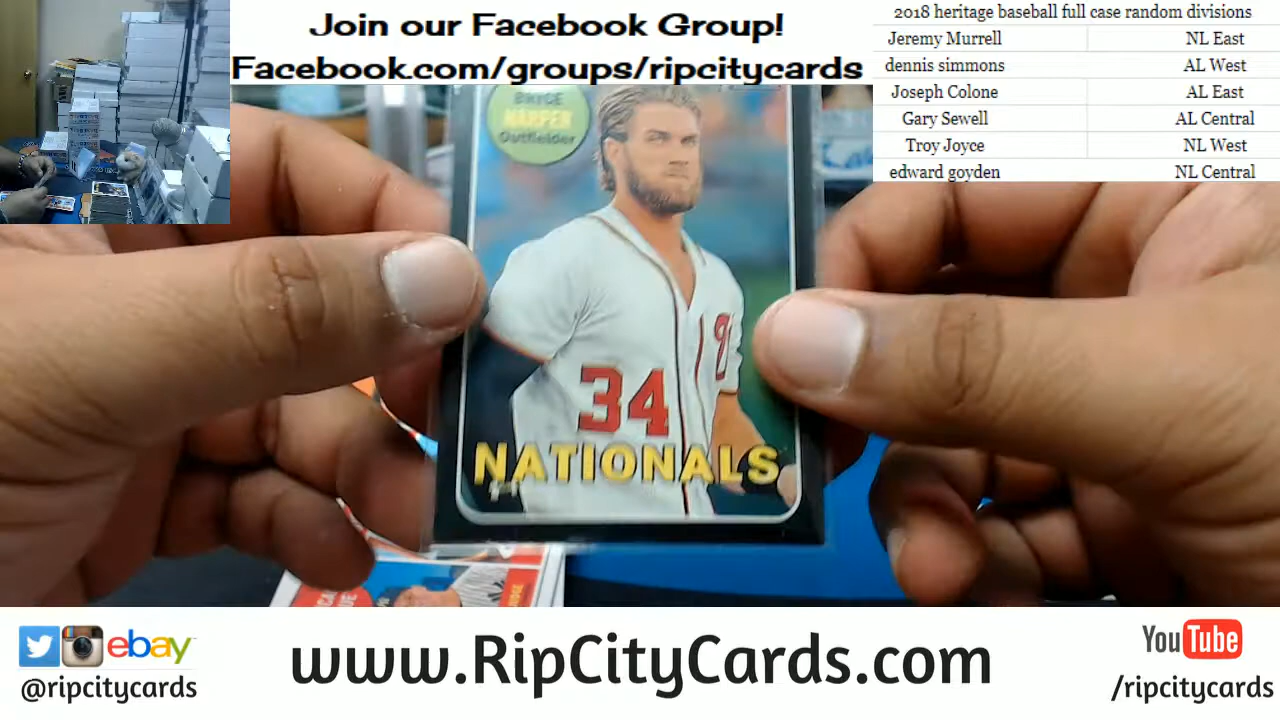 Join our Facebook Group!
Facebook.com/groups/ripcitycards
2018 heritage baseball full case random divisions
Jeremy Murrell NL East
dennis simmons AL West
Joseph Colone AL East
Gary Sewell AL Central
Troy Joyce NL West
edward goyden NL Central
BRYCE
HARPER
Outfielder
34
NATIONALS
ebay
@ripcitycards
www.RipCityCards.com
YouTube
/ripcitycards